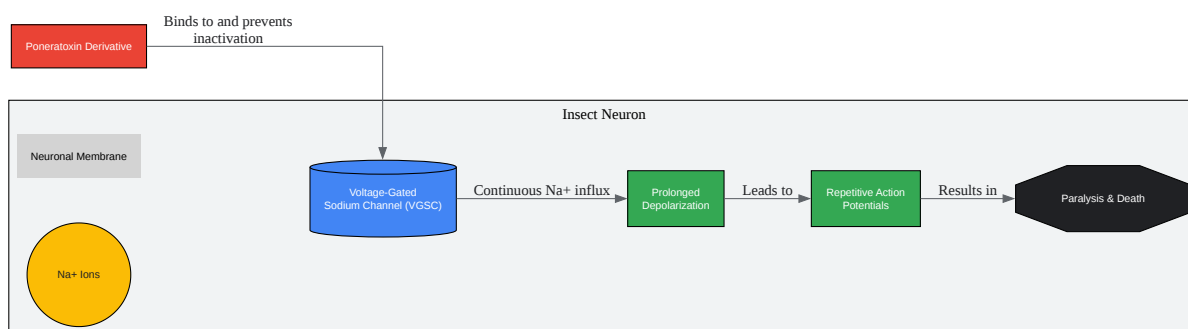 Binds to and prevents
inactivation
Poneratoxin Derivative
Insect Neuron
Neuronal Membrane
Voltage-Gated
Sodium Channel (VGSC)
Continuous Na+ influx
Prolonged
Depolarization
Leads to
Repetitive Action
Potentials
Results in
Paralysis & Death
Na+ Ions